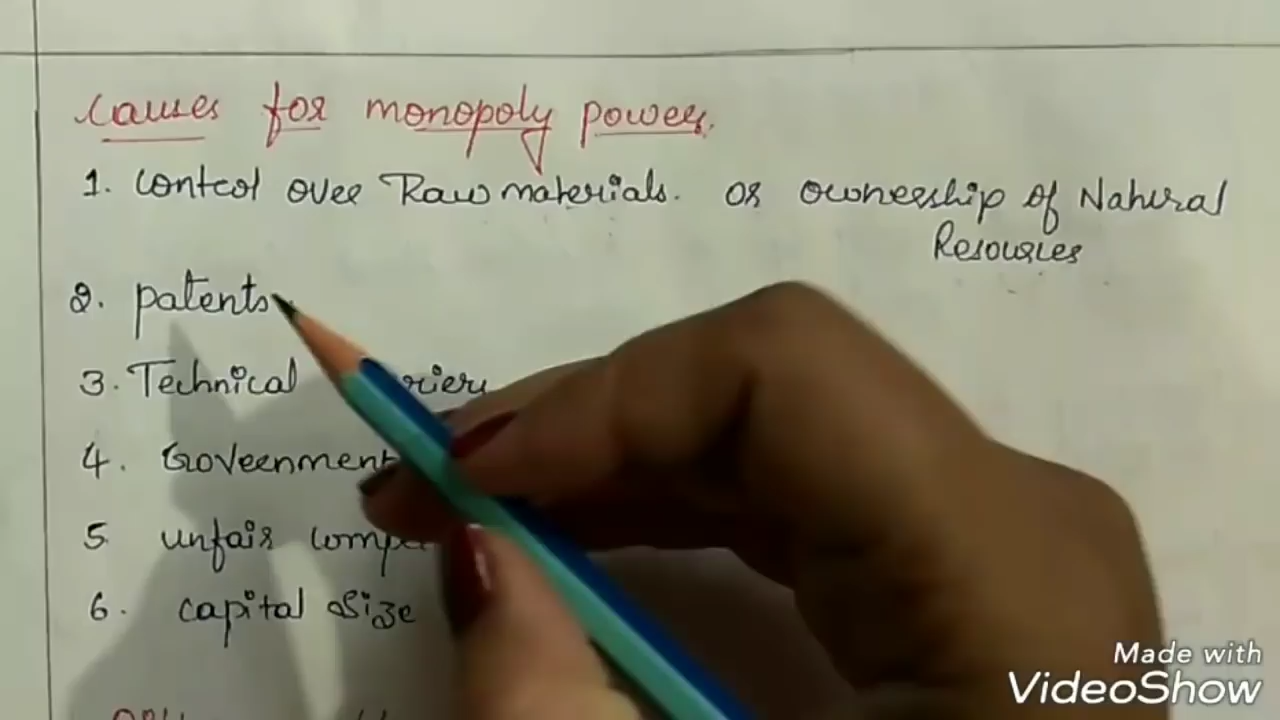 Causes for monopoly power.
1. Control over Raw materials. or ownership of Natural
Resources
2. patents
3. Technical
4. Government
5 unfair
6. capital size
Made with
VideoShow